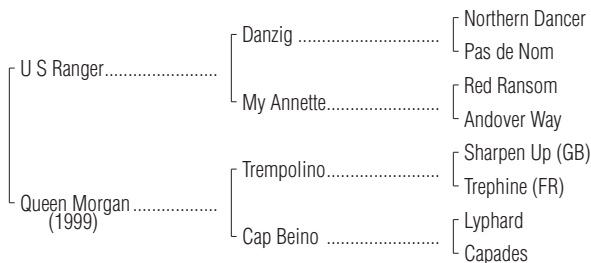 Northern Dancer
Danzig ................................
Pas de Nom
U S Ranger.........................
Red Ransom
My Annette.........................
Andover Way
Sharpen Up (GB)
Trempolino.........................
Trephine (FR)
Queen Morgan ...................
(1999)
Lyphard
Cap Beino .........................
Capades